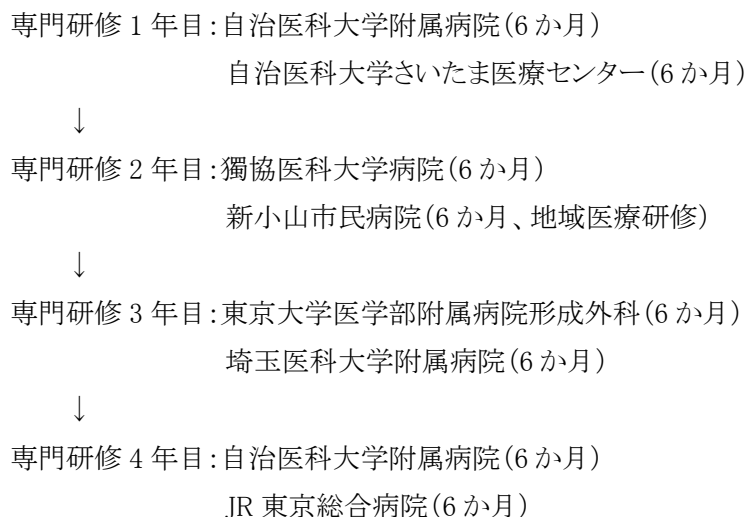 専門研修 1 年目:自治医科大学附属病院(6 か月)
自治医科大学さいたま医療センター(6 か月)
↓
専門研修 2 年目:獨協医科大学病院(6 か月)
新小山市民病院(6 か月、地域医療研修)
↓
専門研修 3 年目:東京大学医学部附属病院形成外科(6 か月)
埼玉医科大学附属病院(6 か月)
↓
専門研修 4 年目:自治医科大学附属病院(6 か月)
JR 東京総合病院(6 か月)